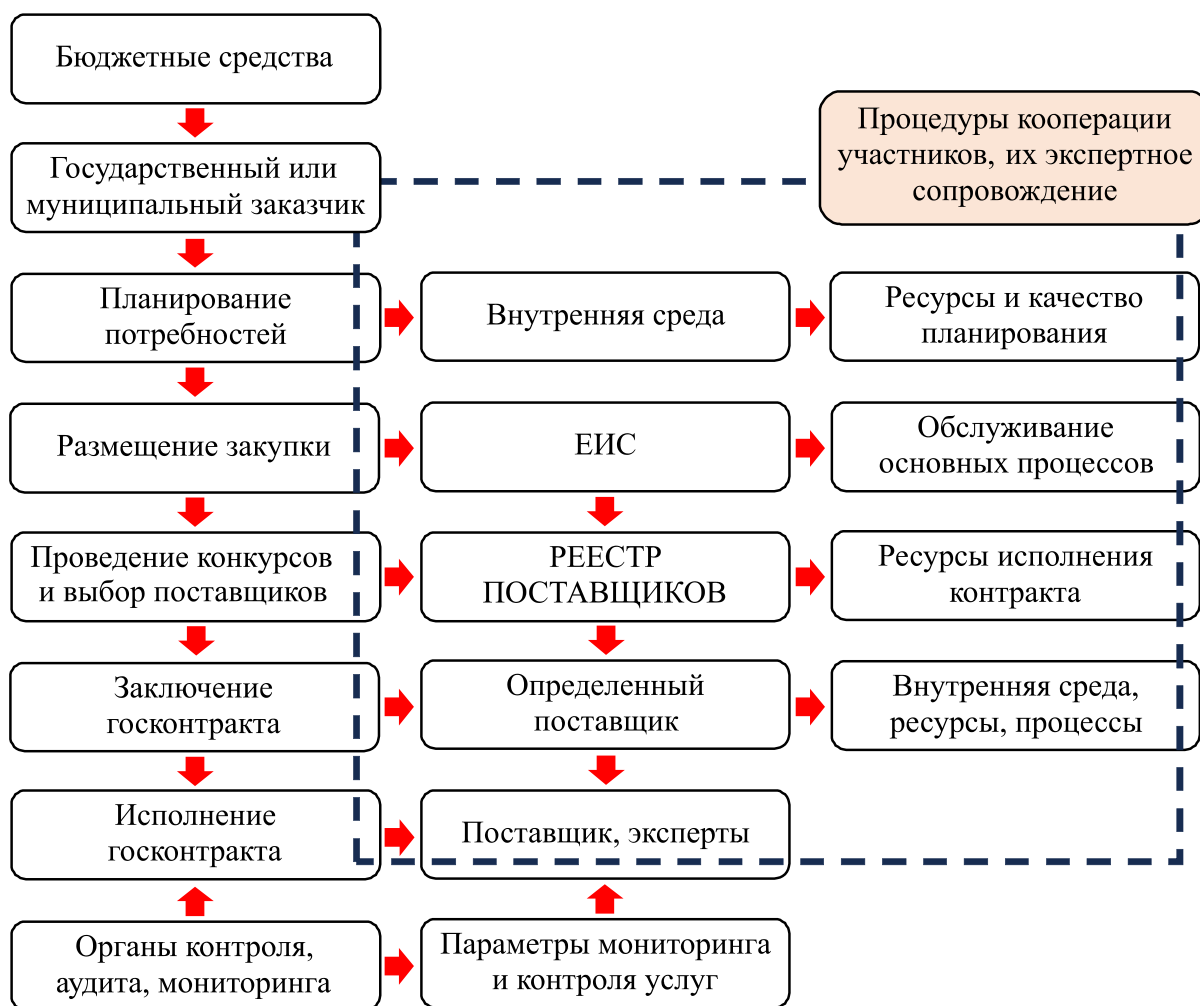 Бюджетные средства
Государственный или
муниципальный заказчик
Процедуры кооперации
участников, их экспертное
сопровождение
Планирование
потребностей
Внутренняя среда
Ресурсы и качество
планирования
Размещение закупки
ЕИС
Обслуживание
основных процессов
Проведение конкурсов
и выбор поставщиков
РЕЕСТР
ПОСТАВЩИКОВ
Ресурсы исполнения
контракта
Заключение
госконтракта
Определенный
поставщик
Внутренняя среда,
ресурсы, процессы
Исполнение
госконтракта
Поставщик, эксперты
Органы контроля,
аудита, мониторинга
Параметры мониторинга
и контроля услуг